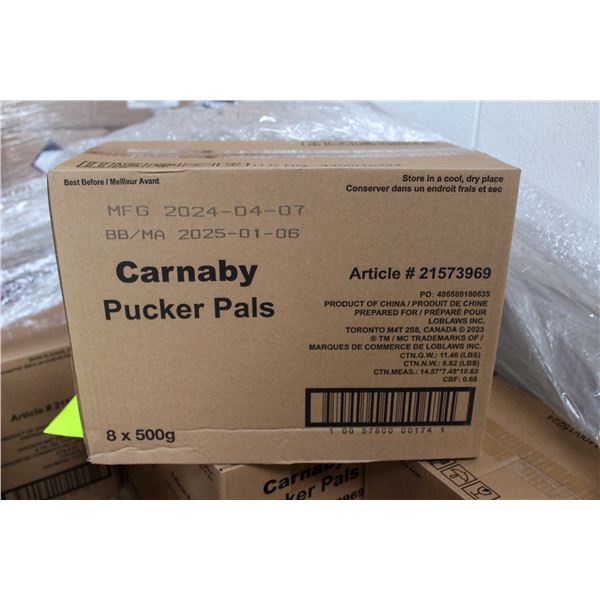 Best Before / Meilleur Avant
Store in a cool, dry place
Conserver dans un endroit frais et sec
MFG 2024-04-07
BB/MA 2025-01-06
Carnaby
Pucker Pals
Article # 21573969
PO: 486569180635
PRODUCT OF CHINA / PRODUIT DE CHINE
PREPARED FOR / PRÉPARÉ POUR
LOBLAWS INC.
TORONTO M4T 2S8, CANADA © 2023
® TM / MC TRADEMARKS OF /
MARQUES DE COMMERCE DE LOBLAWS INC.
CTN.G.W.: 11.46 (LBS)
CTN.N.W.: 8.82 (LBS)
CTN.MEAS.: 14.57*7.48*10.83
CBF: 0.68
8 x 500g
1 00 57800 00174 1
Article # 21
Carnaby
cker Pals
3969